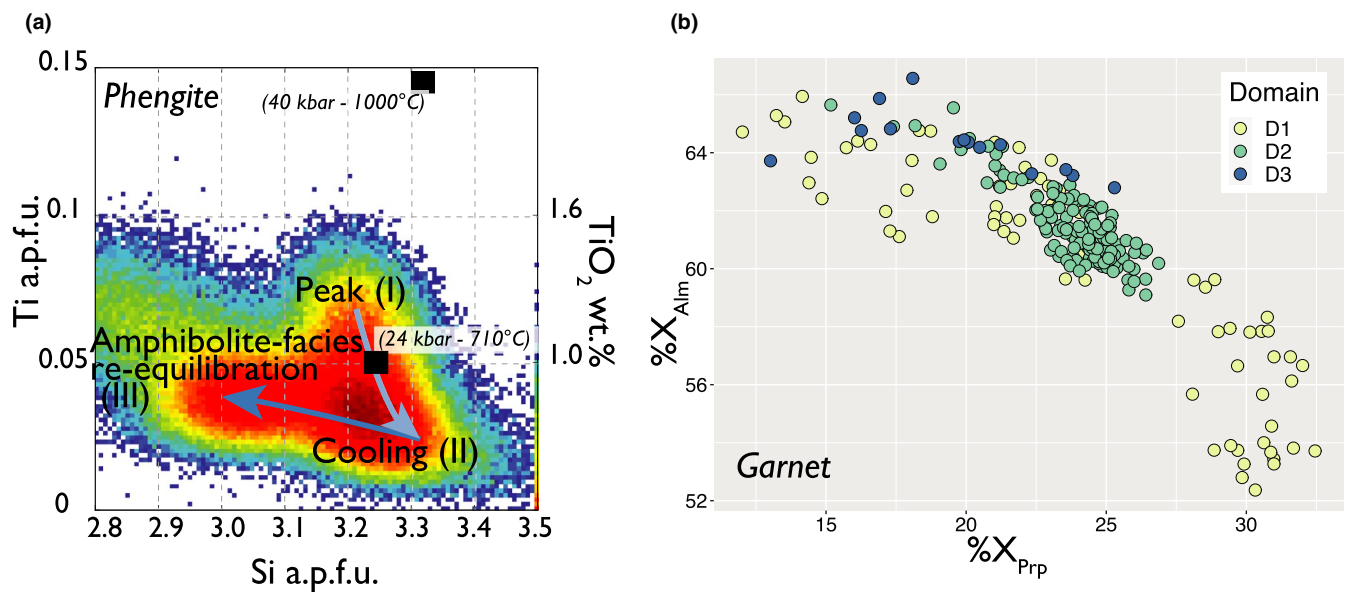 (a)
0.15
Phengite
(40 kbar - 1000°C)
0.1
1.6
Ti a.p.f.u.
TiO2 wt.%
Peak (I)
Amphibolite-facies
re-equilibration
(III)
(24 kbar - 710°C)
0.05
1.0
Cooling (II)
0
2.8 2.9 3.0 3.1 3.2 3.3 3.4 3.5
Si a.p.f.u.
(b)
Domain
D1
D2
D3
64
60
56
52
%XAlm
Garnet
15 20 25 30
%XPrp